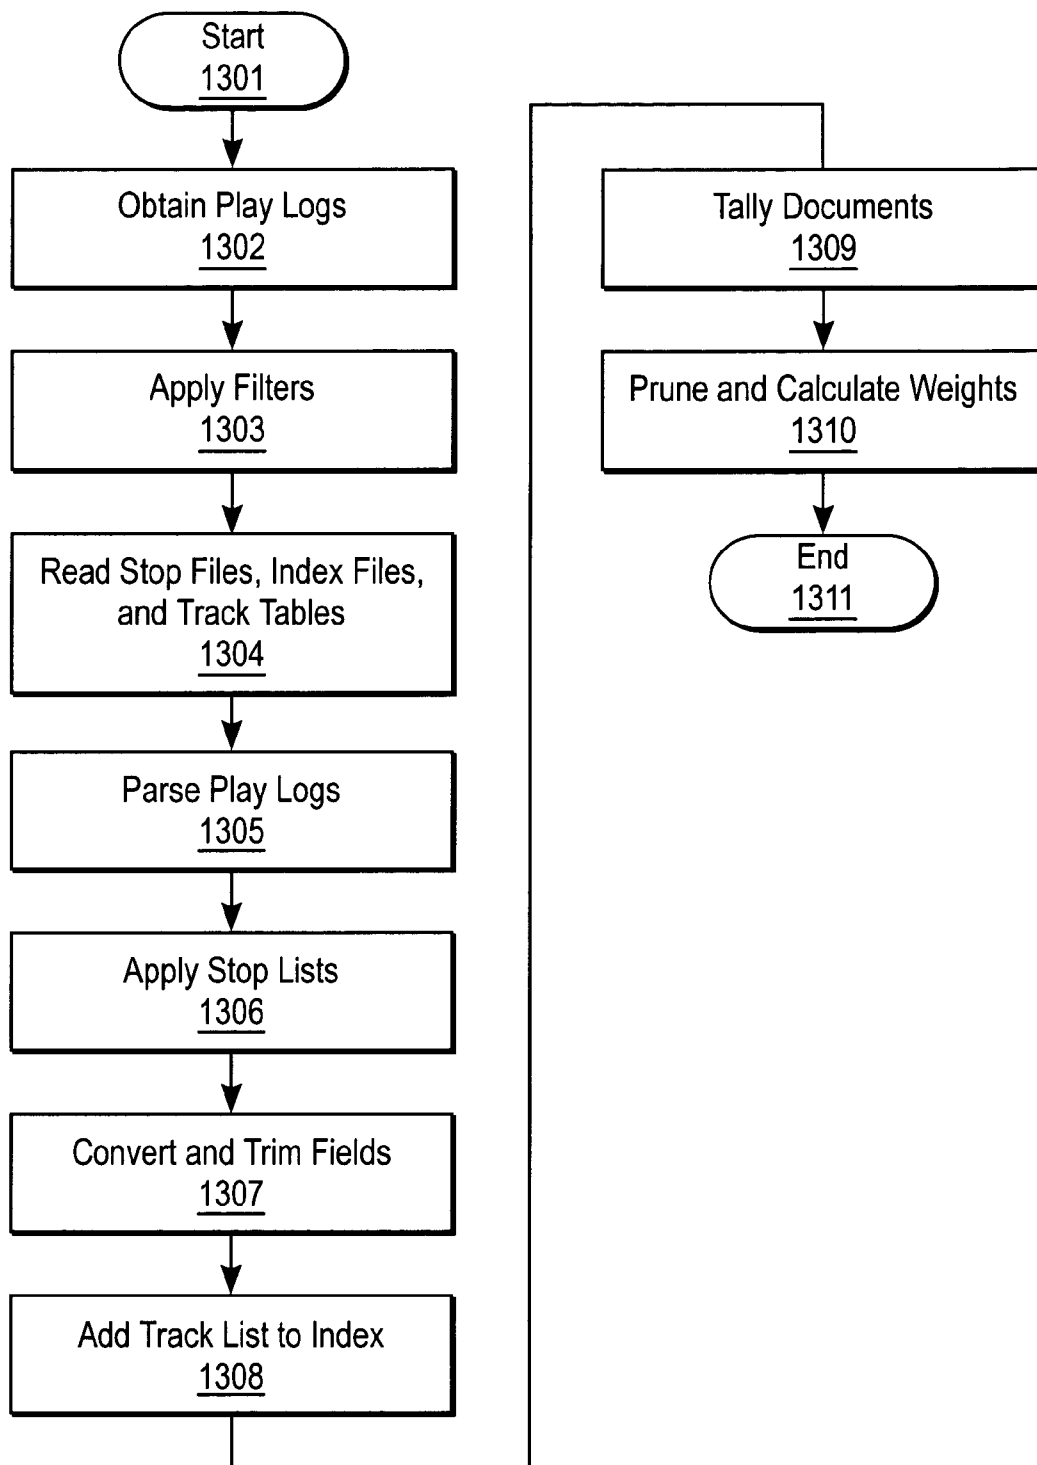 Start
1301
Obtain Play Logs
1302
Apply Filters
1303
Read Stop Files, Index Files,
and Track Tables
1304
Parse Play Logs
1305
Apply Stop Lists
1306
Convert and Trim Fields
1307
Add Track List to Index
1308
Tally Documents
1309
Prune and Calculate Weights
1310
End
1311